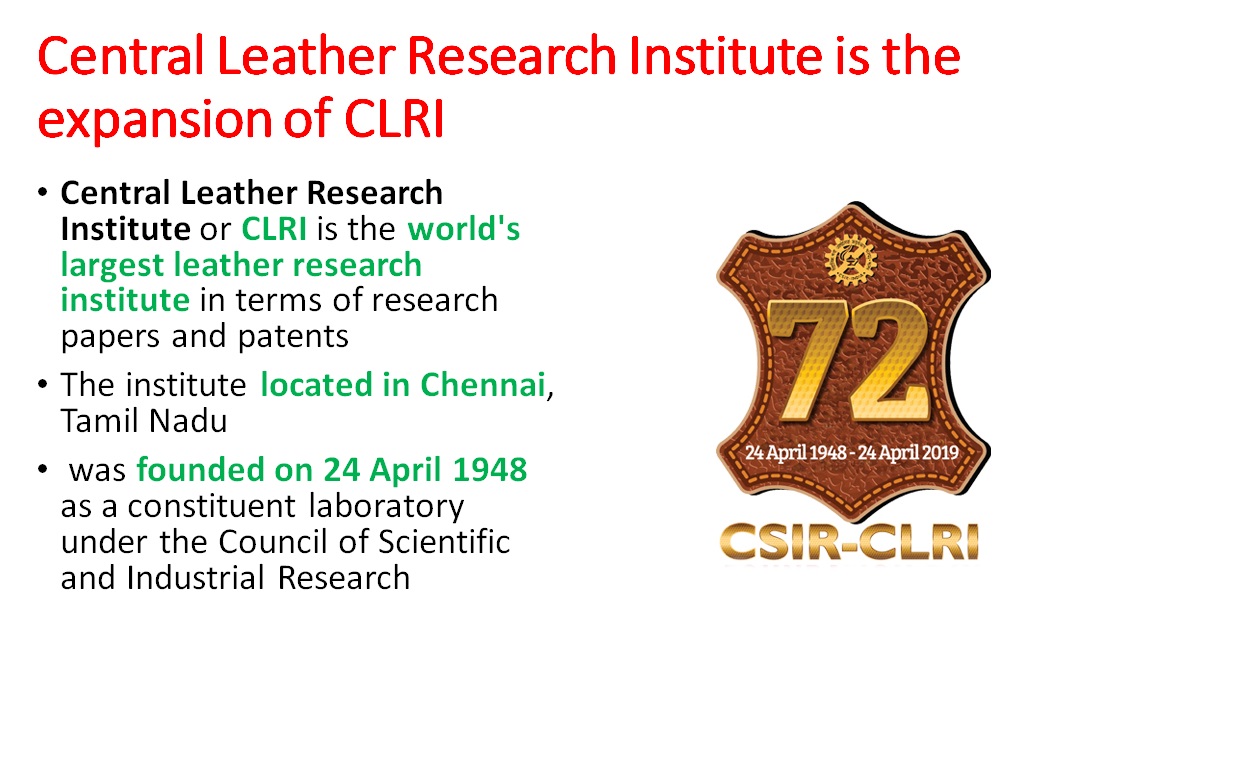 Central Leather Research Institute is the
expansion of CLRI
• Central Leather Research
Institute or CLRI is the world's
largest leather research
institute in terms of research
papers and patents
• The institute located in Chennai,
Tamil Nadu
• was founded on 24 April 1948
as a constituent laboratory
under the Council of Scientific
and Industrial Research
72
24 April 1948 - 24 April 2019
CSIR-CLRI